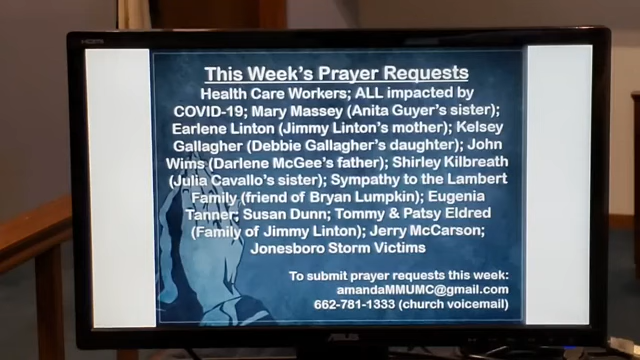 HDMI
This Week's Prayer Requests
Health Care Workers; ALL impacted by
COVID-19; Mary Massey (Anita Guyer's sister);
Earlene Linton (Jimmy Linton's mother); Kelsey
Gallagher (Debbie Gallagher's daughter); John
Wims (Darlene McGee's father); Shirley Kilbreath
(Julia Cavallo's sister); Sympathy to the Lambert
Family (friend of Bryan Lumpkin); Eugenia
Tanner; Susan Dunn; Tommy & Patsy Eldred
(Family of Jimmy Linton); Jerry McCarson;
Jonesboro Storm Victims
To submit prayer requests this week:
amandaMMUMC@gmail.com
662-781-1333 (church voicemail)
ASUS